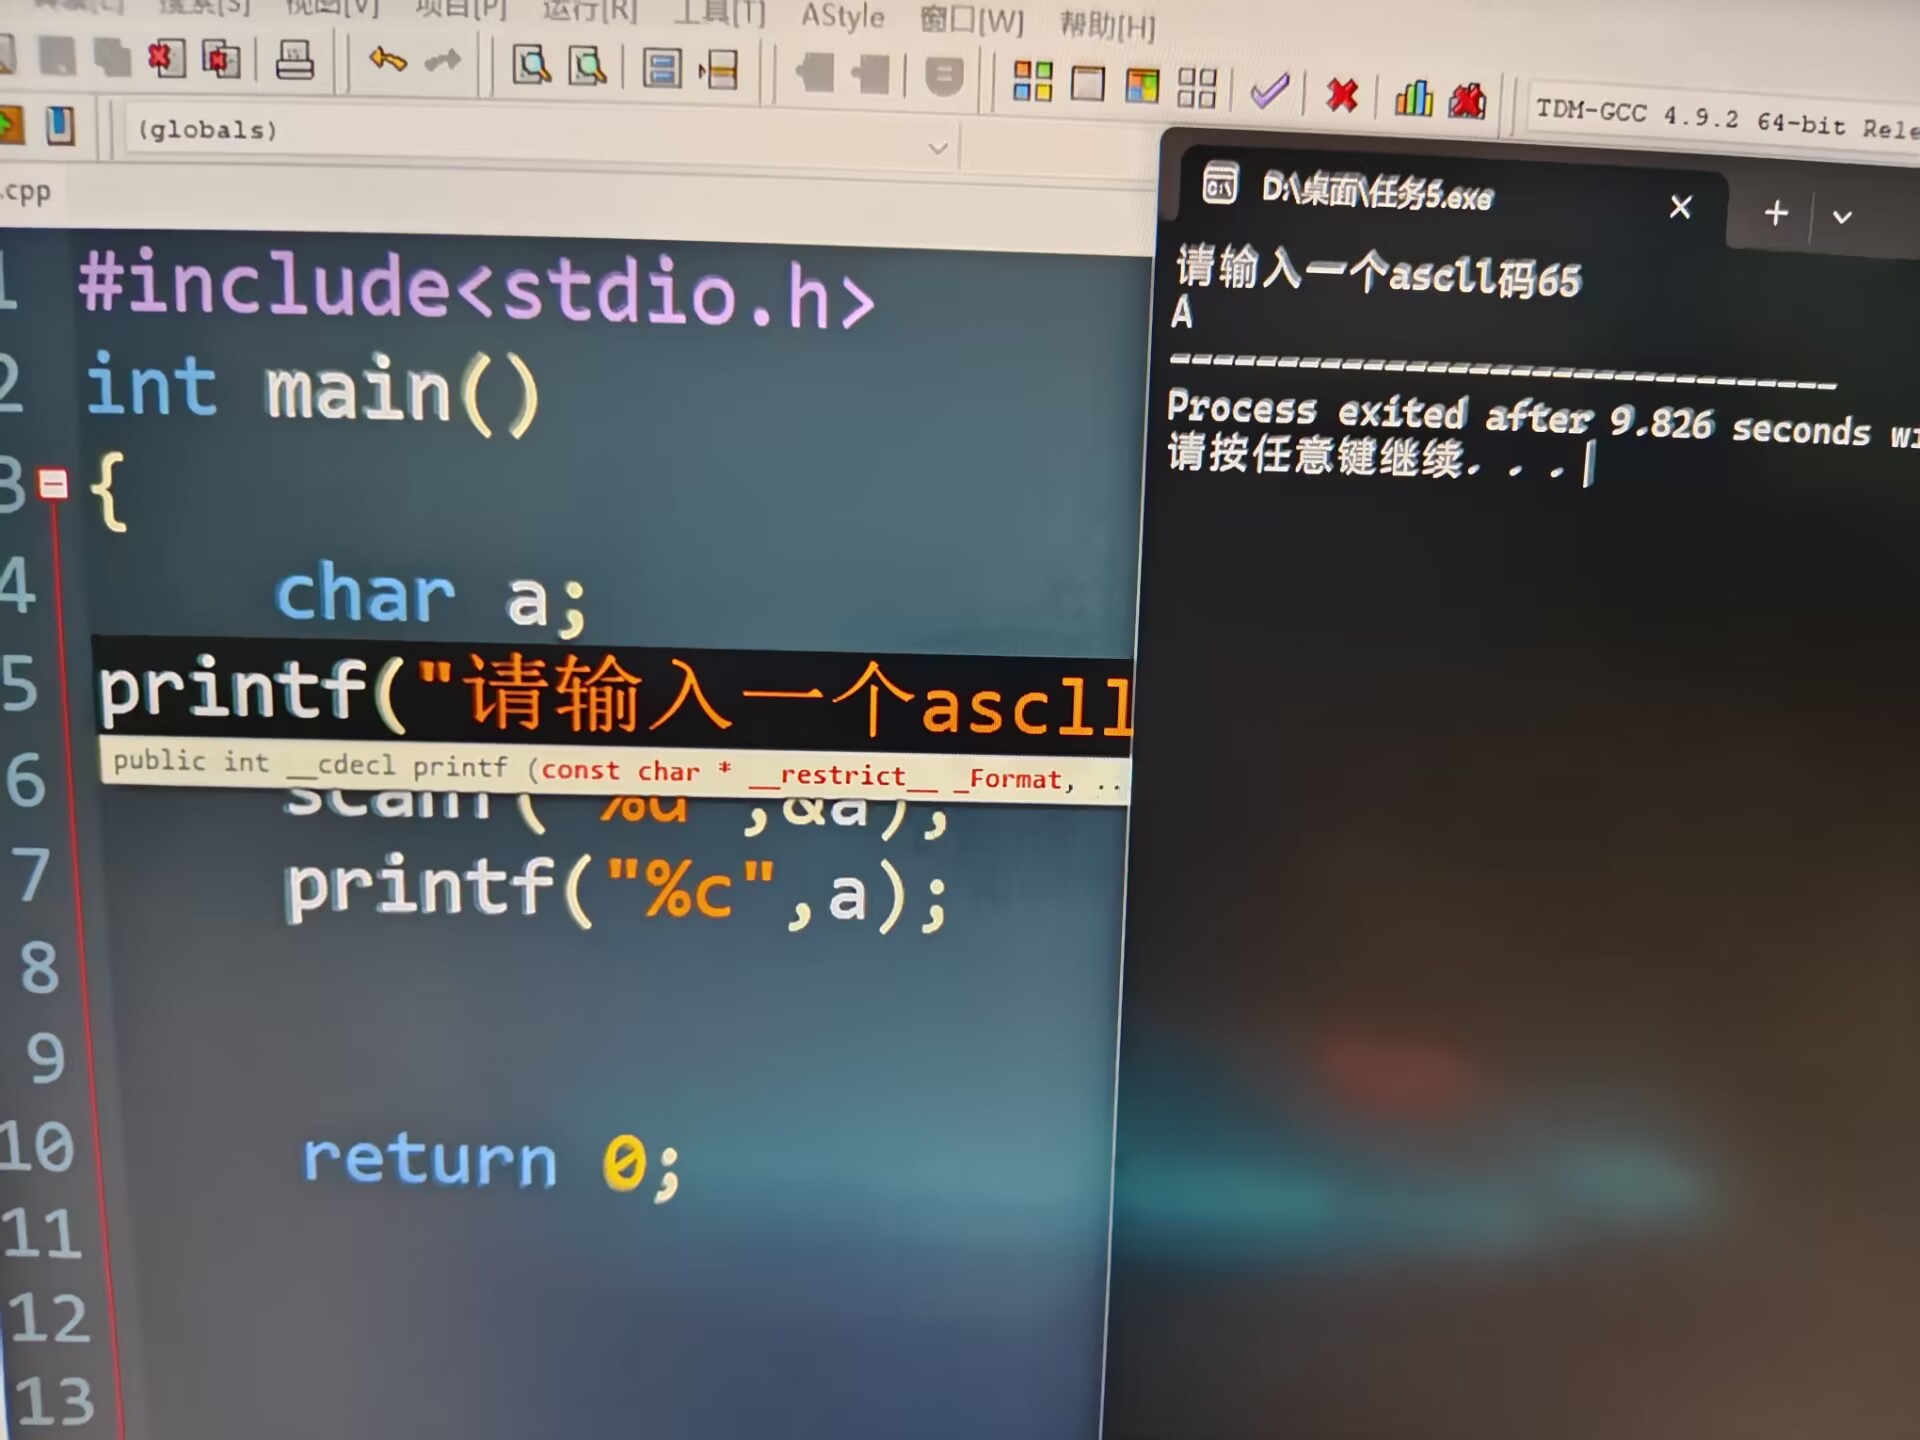 搜索[S] 视图[V] 项目[P] 运行[R] 工具[T] AStyle 窗口[W] 帮助[H]
TDM-GCC 4.9.2 64-bit Rele
(globals)
.cpp
1 #include<stdio.h>
2 int main()
3 {
4 char a;
5 printf("请输入一个ascll
public int __cdecl printf (const char * __restrict__ _Format, ..
6 scanf("%d",&a);
7 printf("%c",a);
8
9
10 return 0;
11
12
13
D:\桌面\任务5.exe
请输入一个ascll码65
A
--------------------------------
Process exited after 9.826 seconds wi
请按任意键继续. . .